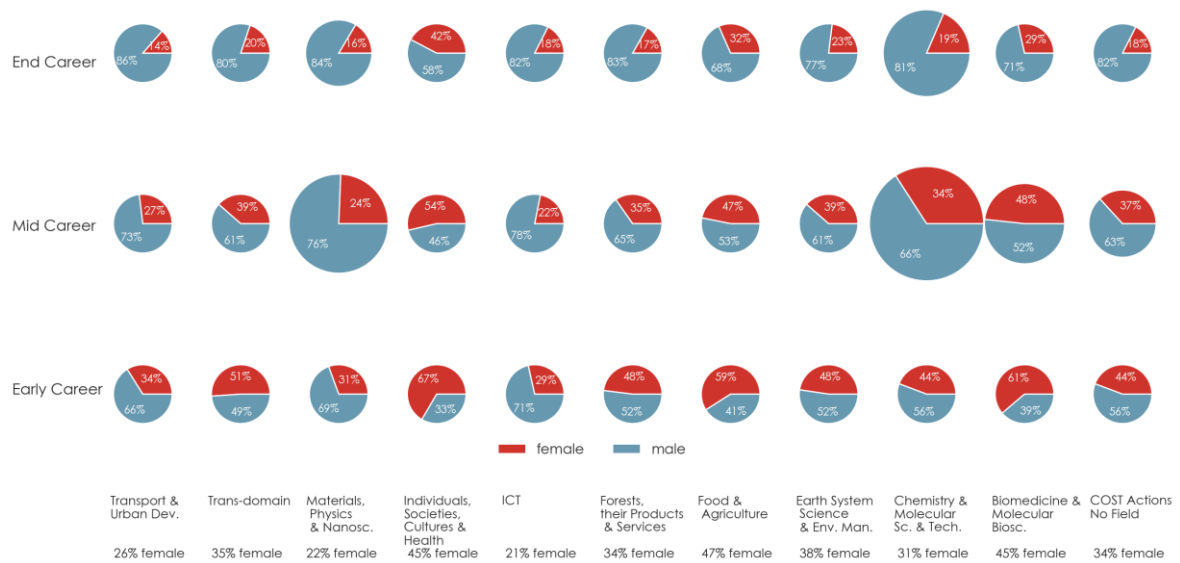 End Career
14% 86%
20% 80%
16% 84%
42% 58%
18% 82%
17% 83%
32% 68%
23% 77%
19% 81%
29% 71%
18% 82%
Mid Career
27% 73%
39% 61%
24% 76%
54% 46%
22% 78%
35% 65%
47% 53%
39% 61%
34% 66%
48% 52%
37% 63%
Early Career
34% 66%
51% 49%
31% 69%
67% 33%
29% 71%
48% 52%
59% 41%
48% 52%
44% 56%
61% 39%
44% 56%
female
male
Transport &
Urban Dev.
26% female
Trans-domain
35% female
Materials,
Physics
& Nanosc.
22% female
Individuals,
Societies,
Cultures &
Health
45% female
ICT
21% female
Forests,
their Products
& Services
34% female
Food &
Agriculture
47% female
Earth System
Science
& Env. Man.
38% female
Chemistry &
Molecular
Sc. & Tech.
31% female
Biomedicine &
Molecular
Biosc.
45% female
COST Actions
No Field
34% female